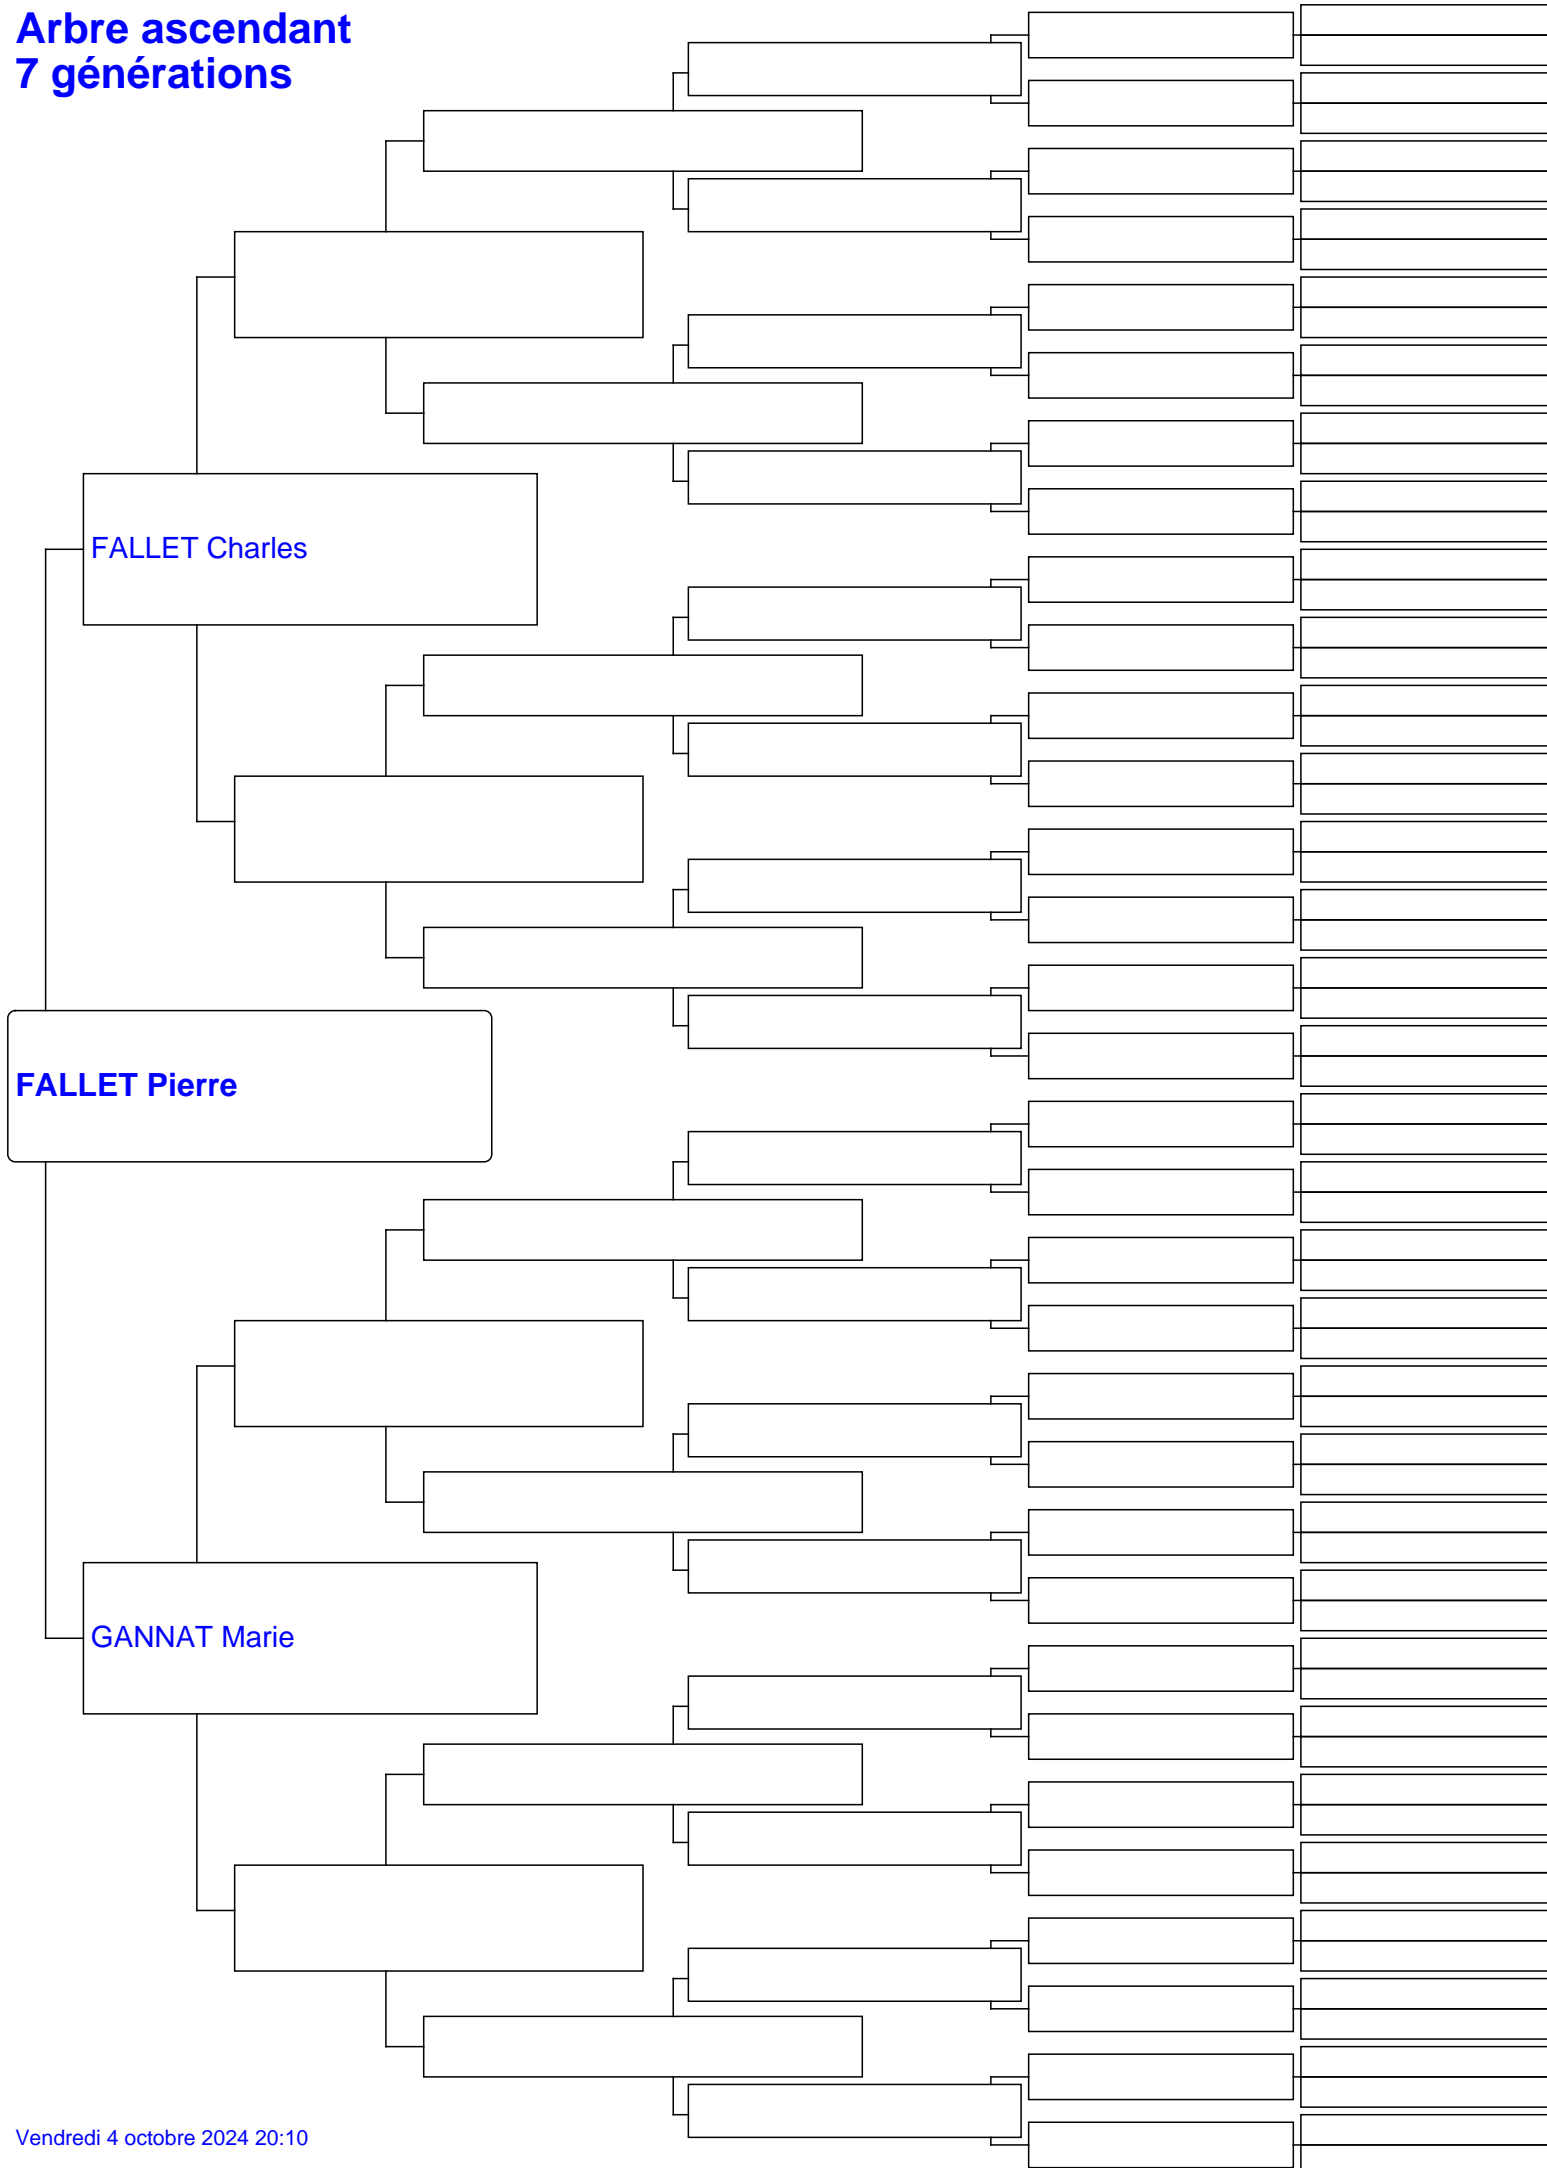 Arbre ascendant
7 générations
FALLET Charles
FALLET Pierre
GANNAT Marie
Vendredi 4 octobre 2024 20:10